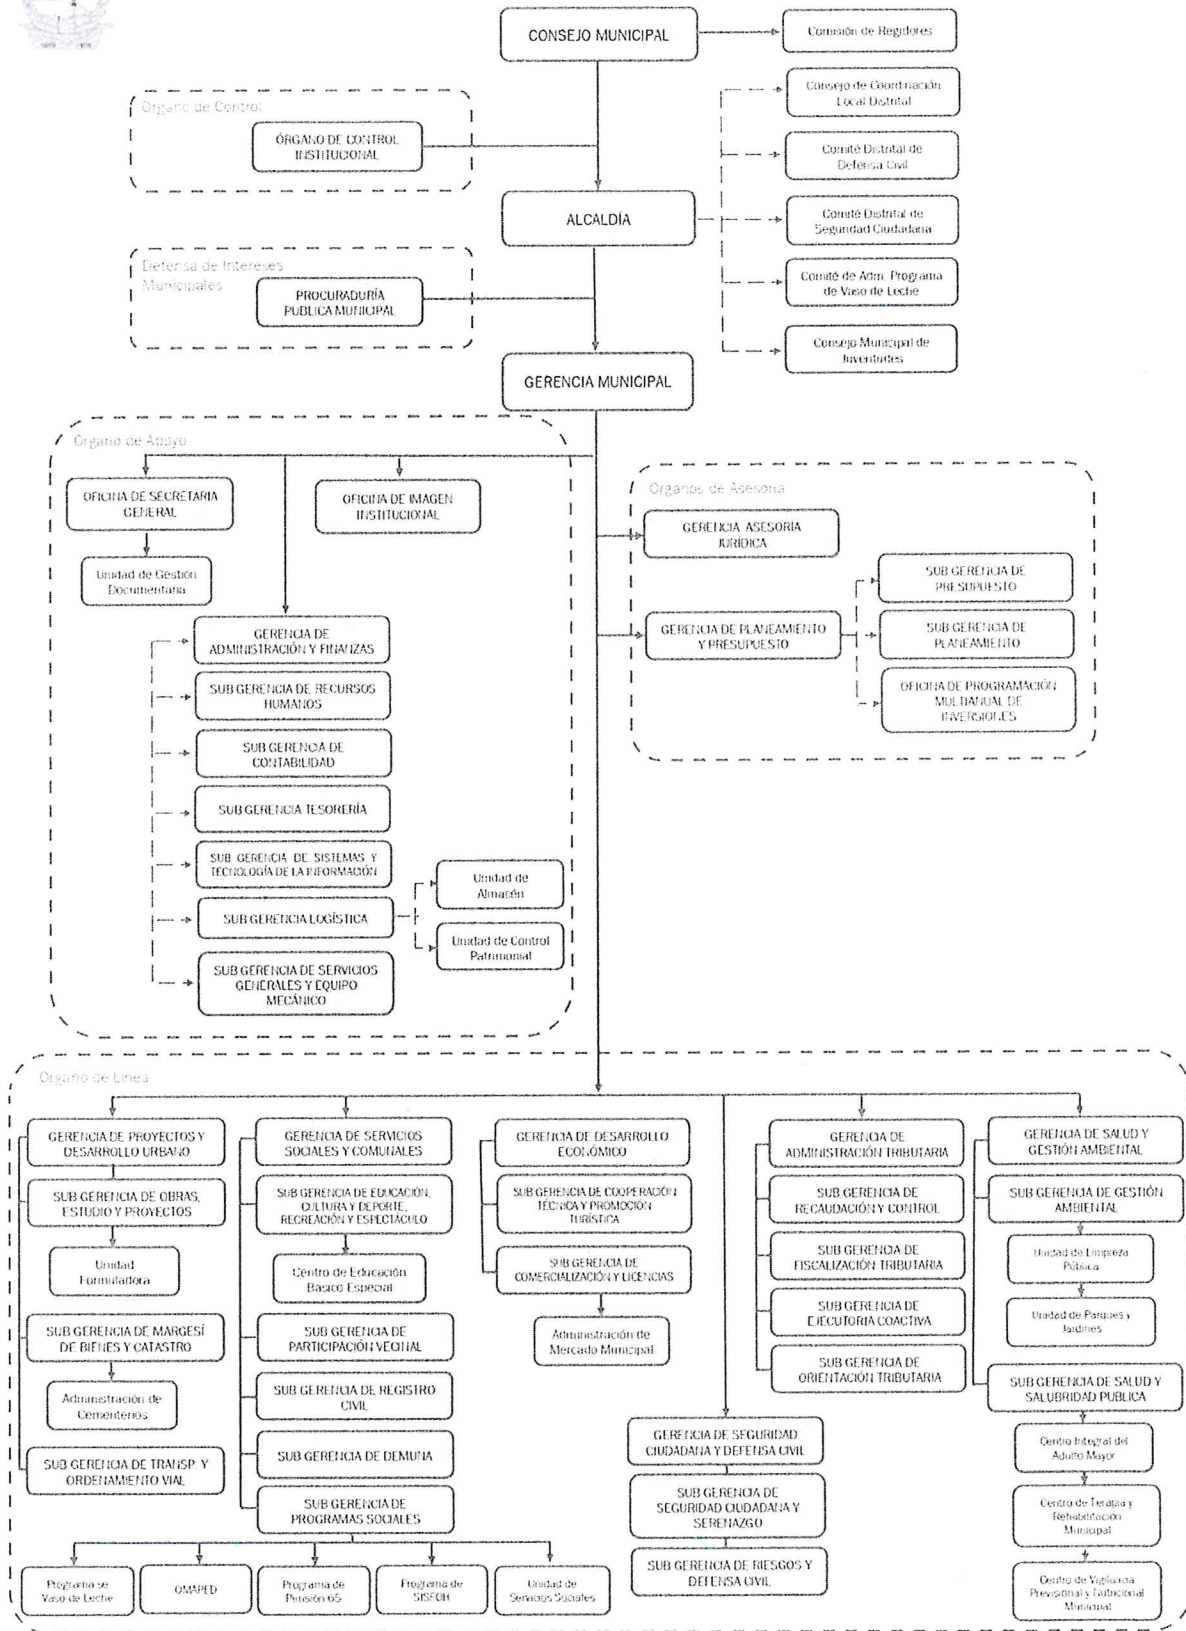 CONSEJO MUNICIPAL
Comisión de Regidores
Consejo de Coordinación
Local Distrital
Órgano de Control
ÓRGANO DE CONTROL
INSTITUCIONAL
Comité Distrital de
Defensa Civil
ALCALDÍA
Comité Distrital de
Seguridad Ciudadana
Defensa de Intereses
Municipales
PROCURADURÍA
PUBLICA MUNICIPAL
Comité de Adm. Programa
de Vaso de Leche
Consejo Municipal de
Juventudes
GERENCIA MUNICIPAL
Órgano de Apoyo
OFICINA DE SECRETARIA
GENERAL
OFICINA DE IMAGEN
INSTITUCIONAL
Unidad de Gestión
Documentaria
GERENCIA DE
ADMINISTRACIÓN Y FINANZAS
SUB GERENCIA DE RECURSOS
HUMANOS
SUB GERENCIA DE
CONTABILIDAD
SUB GERENCIA TESORERÍA
SUB GERENCIA DE SISTEMAS Y
TECNOLOGÍA DE LA INFORMACIÓN
SUB GERENCIA LOGÍSTICA
Unidad de
Almacén
Unidad de Control
Patrimonial
SUB GERENCIA DE SERVICIOS
GENERALES Y EQUIPO
MECÁNICO
Órganos de Asesoria
GERENCIA ASESORIA
JURÍDICA
GERENCIA DE PLANEAMIENTO
Y PRESUPUESTO
SUB GERENCIA DE
PRESUPUESTO
SUB GERENCIA DE
PLANEAMIENTO
OFICINA DE PROGRAMACIÓN
MULTIANUAL DE
INVERSIONES
Órgano de Línea
GERENCIA DE PROYECTOS Y
DESARROLLO URBANO
SUB GERENCIA DE OBRAS,
ESTUDIO Y PROYECTOS
Unidad
Formuladora
SUB GERENCIA DE MARGESÍ
DE BIENES Y CATASTRO
Administración de
Cementerios
SUB GERENCIA DE TRANSP. Y
ORDENAMIENTO VIAL
GERENCIA DE SERVICIOS
SOCIALES Y COMUNALES
SUB GERENCIA DE EDUCACIÓN,
CULTURA Y DEPORTE,
RECREACIÓN Y ESPECTÁCULO
Centro de Educación
Básico Especial
SUB GERENCIA DE
PARTICIPACIÓN VECINAL
SUB GERENCIA DE REGISTRO
CIVIL
SUB GERENCIA DE DEMUNA
SUB GERENCIA DE
PROGRAMAS SOCIALES
Programa se
Vaso de Leche
OMAPED
Programa de
Pensión 65
Programa de
SISFOH
Unidad de
Servicios Sociales
GERENCIA DE DESARROLLO
ECONÓMICO
SUB GERENCIA DE COOPERACIÓN
TÉCNICA Y PROMOCIÓN
TURÍSTICA
SUB GERENCIA DE
COMERCIALIZACIÓN Y LICENCIAS
Administración de
Mercado Municipal
GERENCIA DE SEGURIDAD
CIUDADANA Y DEFENSA CIVIL
SUB GERENCIA DE
SEGURIDAD CIUDADANA Y
SERENAZGO
SUB GERENCIA DE RIESGOS Y
DEFENSA CIVIL
GERENCIA DE
ADMINISTRACIÓN TRIBUTARIA
SUB GERENCIA DE
RECAUDACIÓN Y CONTROL
SUB GERENCIA DE
FISCALIZACIÓN TRIBUTARIA
SUB GERENCIA DE
EJECUTORIA COACTIVA
SUB GERENCIA DE
ORIENTACIÓN TRIBUTARIA
GERENCIA DE SALUD Y
GESTIÓN AMBIENTAL
SUB GERENCIA DE GESTIÓN
AMBIENTAL
Unidad de Limpieza
Pública
Unidad de Parques y
Jardines
SUB GERENCIA DE SALUD Y
SALUBRIDAD PUBLICA
Centro Integral del
Adulto Mayor
Centro de Terapia y
Rehabilitación
Municipal
Centro de Vigilancia
Previsional y Nutricional
Municipal